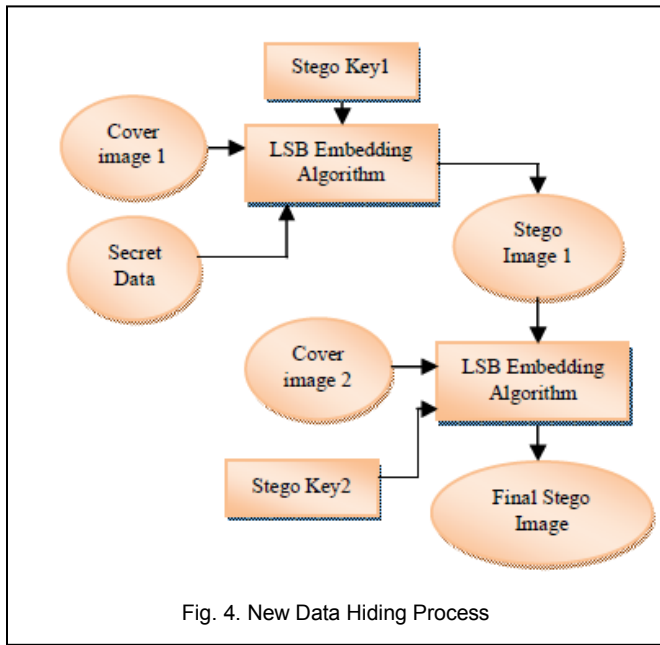 Stego Key1
Cover
image 1
LSB Embedding
Algorithm
Secret
Data
Stego
Image 1
Cover
image 2
LSB Embedding
Algorithm
Stego Key2
Final Stego
Image
Fig. 4. New Data Hiding Process